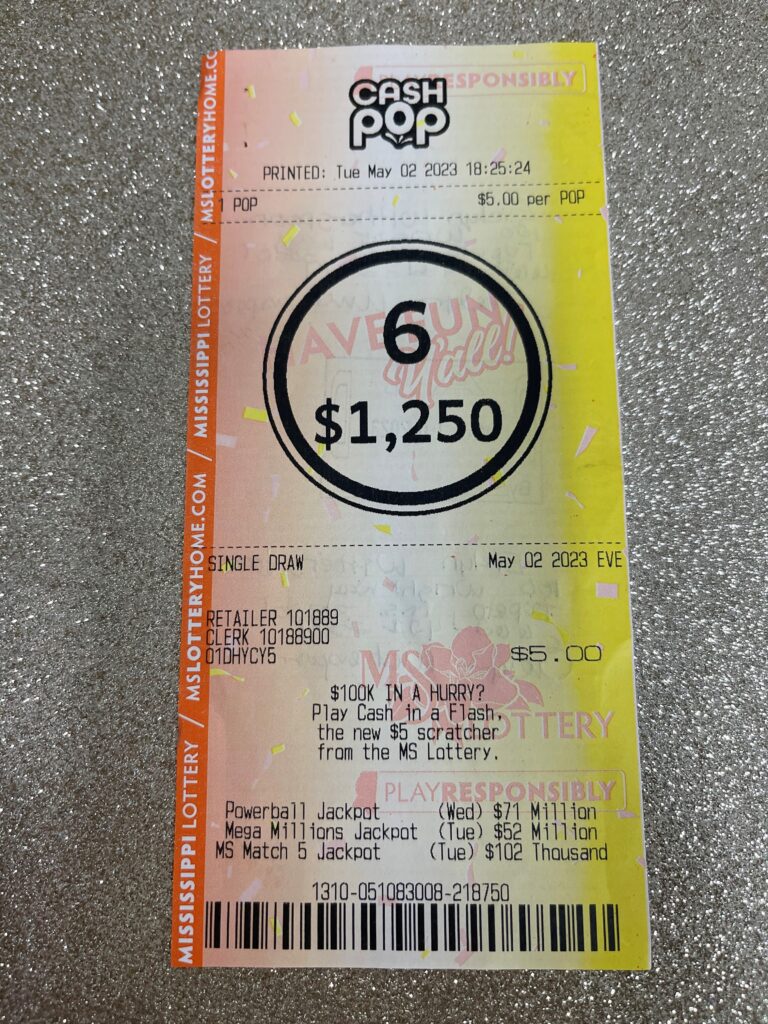 PLAYRESPONSIBLY
CASH
POP
PRINTED: Tue May 02 2023 18:25:24
1 POP $5.00 per POP
AVE FUN
Y'all!
6
$1,250
SINGLE DRAW May 02 2023 EVE
RETAILER 101889
CLERK 10188900
01DHYCY5 $5.00
MS
LOTTERY
$100K IN A HURRY?
Play Cash in a Flash,
the new $5 scratcher
from the MS Lottery.
PLAYRESPONSIBLY
Powerball Jackpot (Wed) $71 Million
Mega Millions Jackpot (Tue) $52 Million
MS Match 5 Jackpot (Tue) $102 Thousand
1310-051083008-218750
MISSISSIPPI LOTTERY / MSLOTTERYHOME.COM / MISSISSIPPI LOTTERY / MSLOTTERYHOME.CO